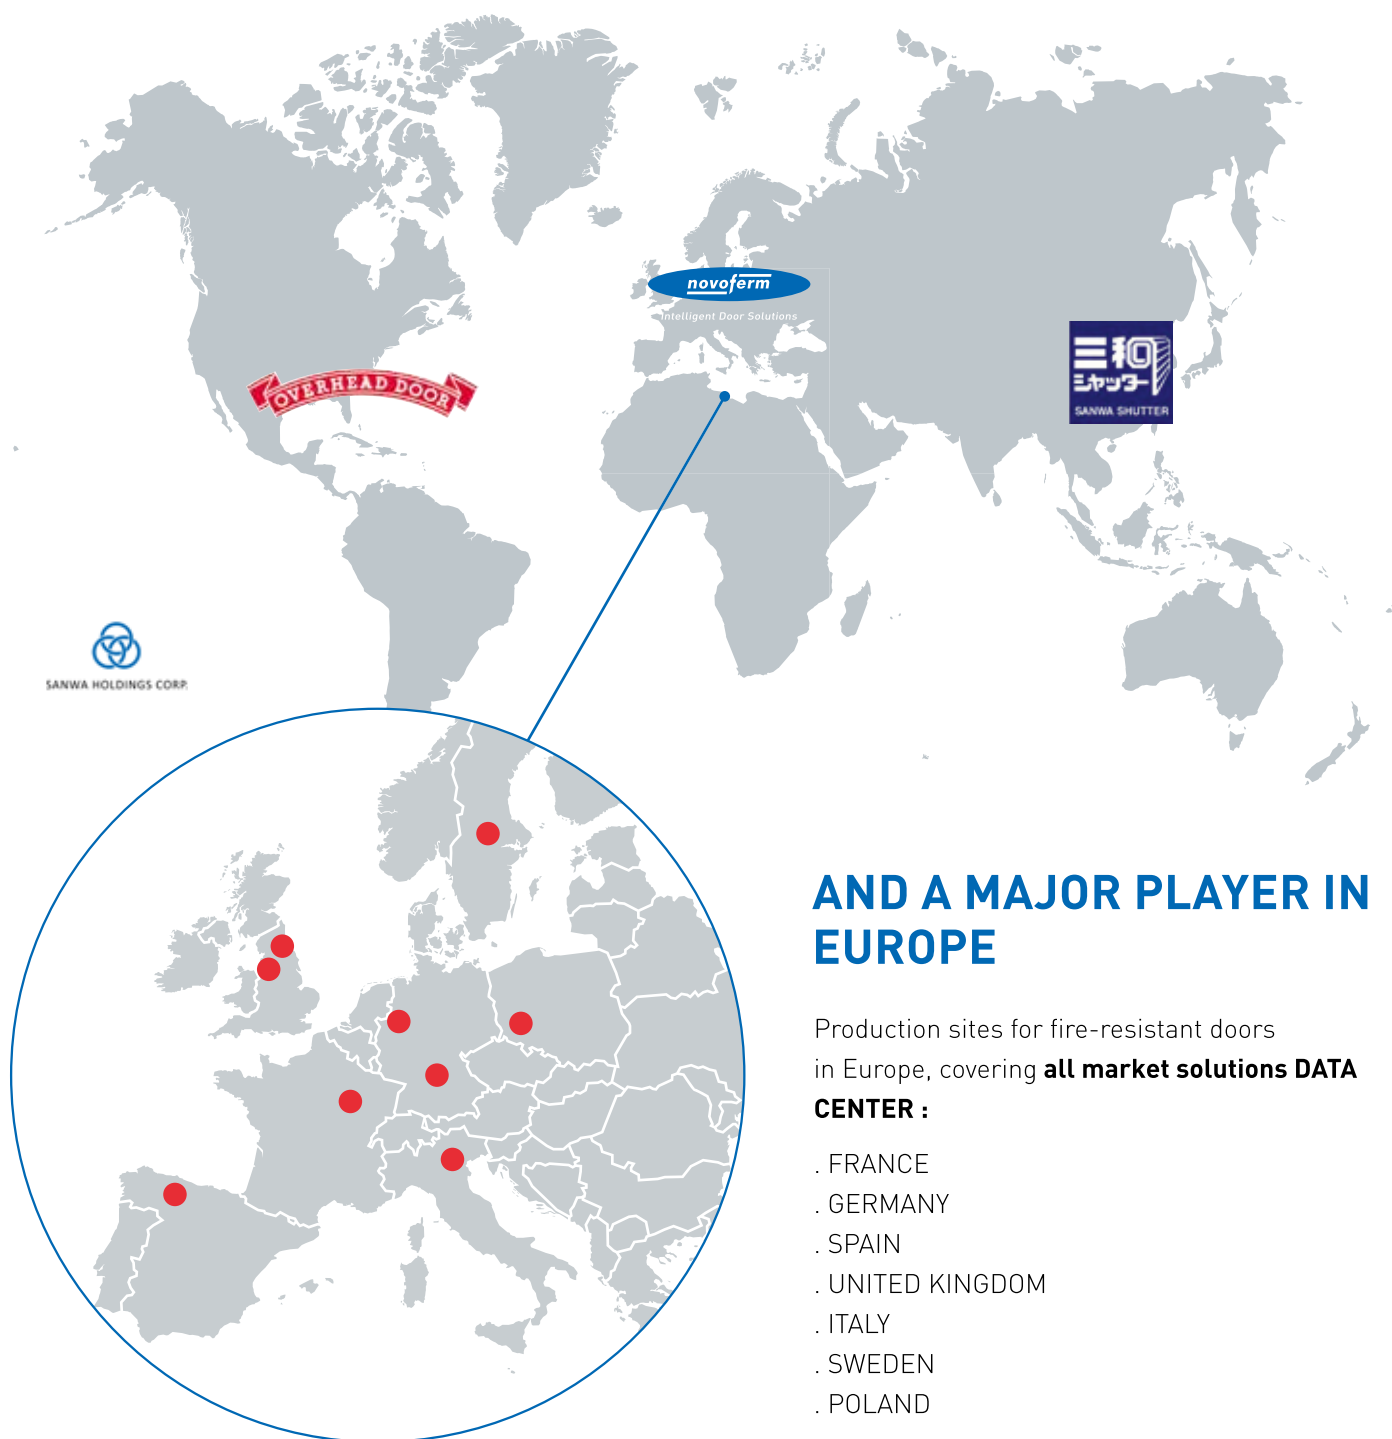 novoferm
Intelligent Door Solutions
OVERHEAD DOOR
三和
シャッター
SANWA SHUTTER
SANWA HOLDINGS CORP.
AND A MAJOR PLAYER IN
EUROPE
Production sites for fire-resistant doors
in Europe, covering all market solutions DATA
CENTER :
. FRANCE
. GERMANY
. SPAIN
. UNITED KINGDOM
. ITALY
. SWEDEN
. POLAND